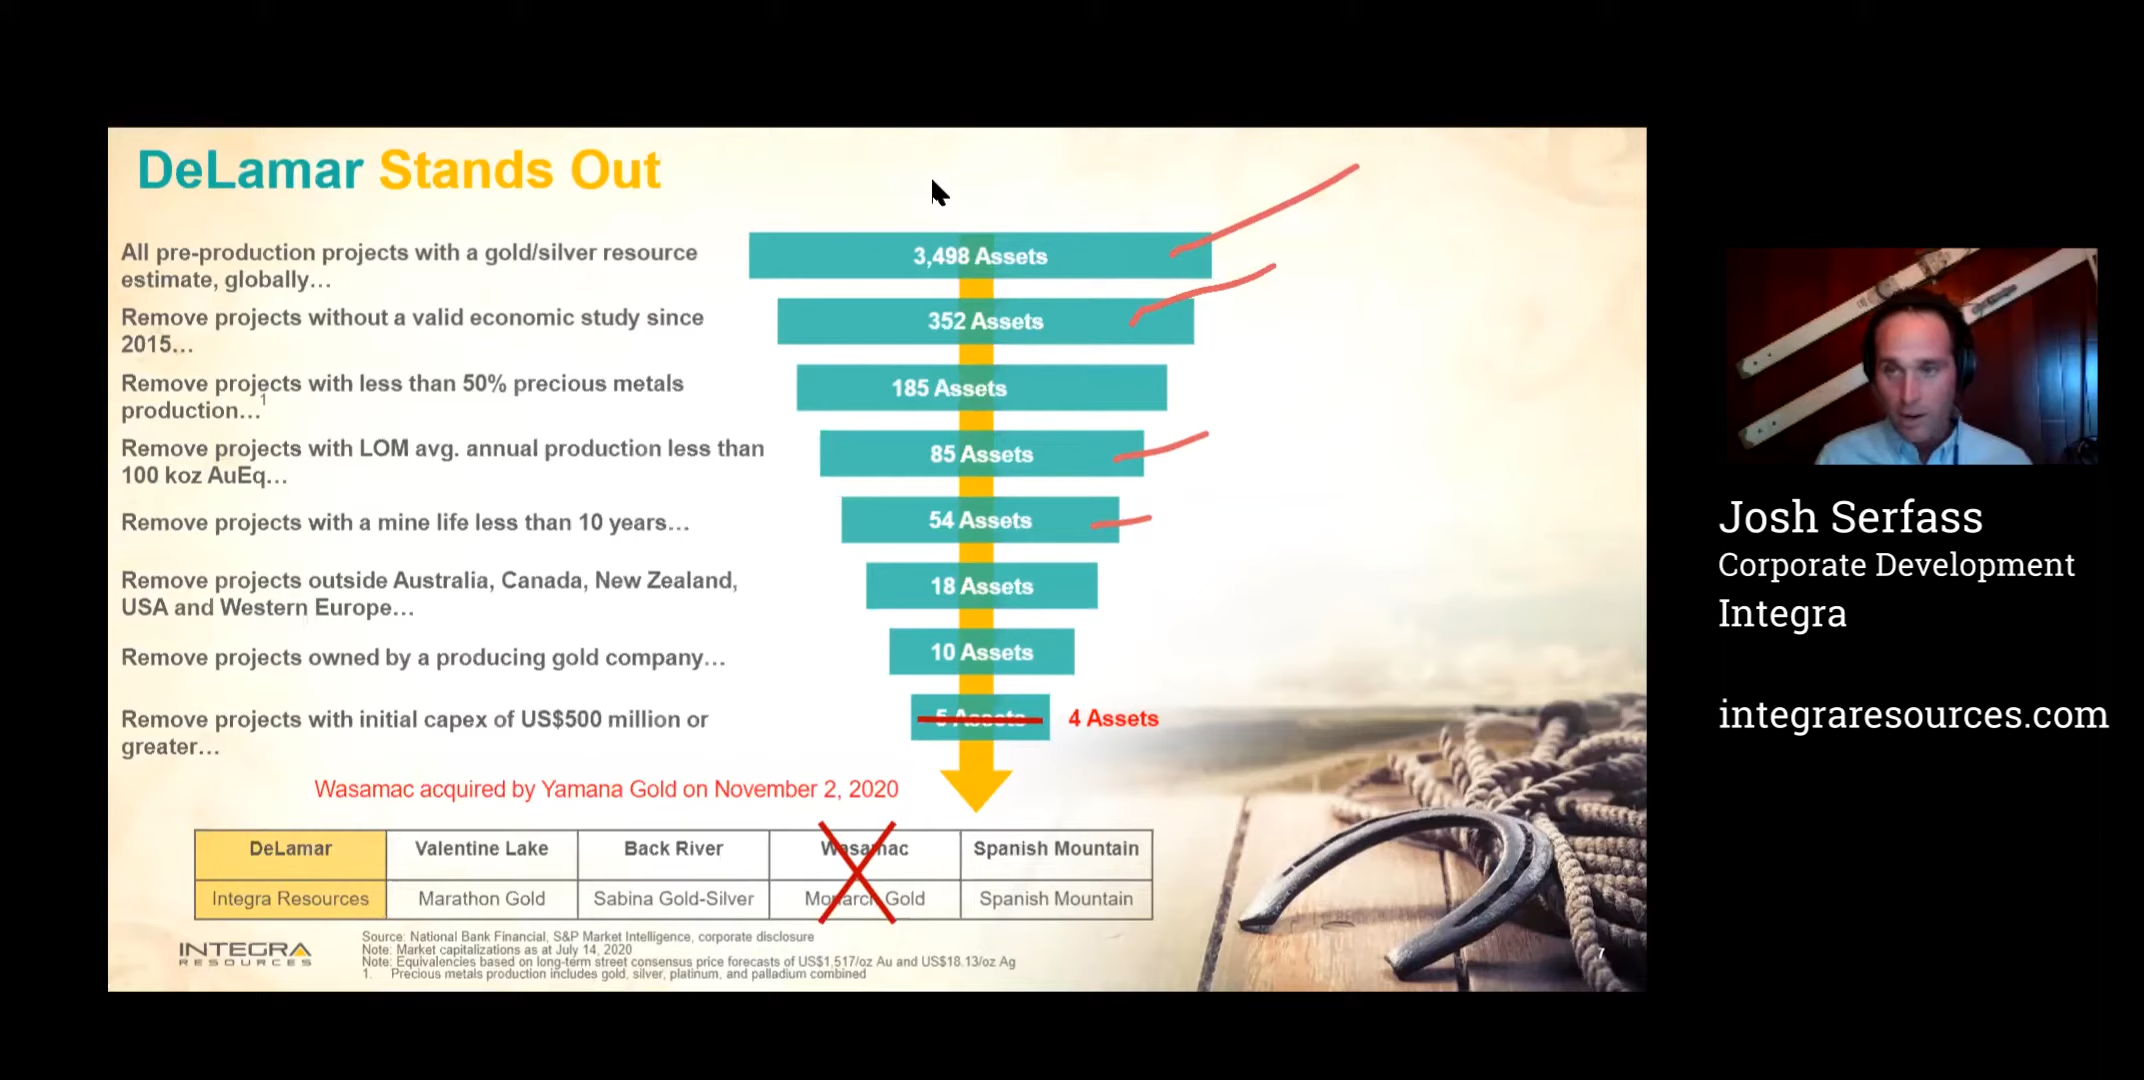 DeLamar Stands Out
All pre-production projects with a gold/silver resource
estimate, globally…
3,498 Assets
Remove projects without a valid economic study since
2015…
352 Assets
Remove projects with less than 50% precious metals
production…1
185 Assets
Remove projects with LOM avg. annual production less than
100 koz AuEq…
85 Assets
Remove projects with a mine life less than 10 years…
54 Assets
Remove projects outside Australia, Canada, New Zealand,
USA and Western Europe…
18 Assets
Remove projects owned by a producing gold company…
10 Assets
Remove projects with initial capex of US$500 million or
greater…
5 Assets
4 Assets
Wasamac acquired by Yamana Gold on November 2, 2020
DeLamar Valentine Lake Back River Wasamac Spanish Mountain
Integra Resources Marathon Gold Sabina Gold-Silver Monarch Gold Spanish Mountain
INTEGRA
RESOURCES
Source: National Bank Financial, S&P Market Intelligence, corporate disclosure
Note: Market capitalizations as at July 14, 2020
Note: Equivalencies based on long-term street consensus price forecasts of US$1,517/oz Au and US$18.13/oz Ag
1. Precious metals production includes gold, silver, platinum, and palladium combined
7
Josh Serfass
Corporate Development
Integra
integraresources.com